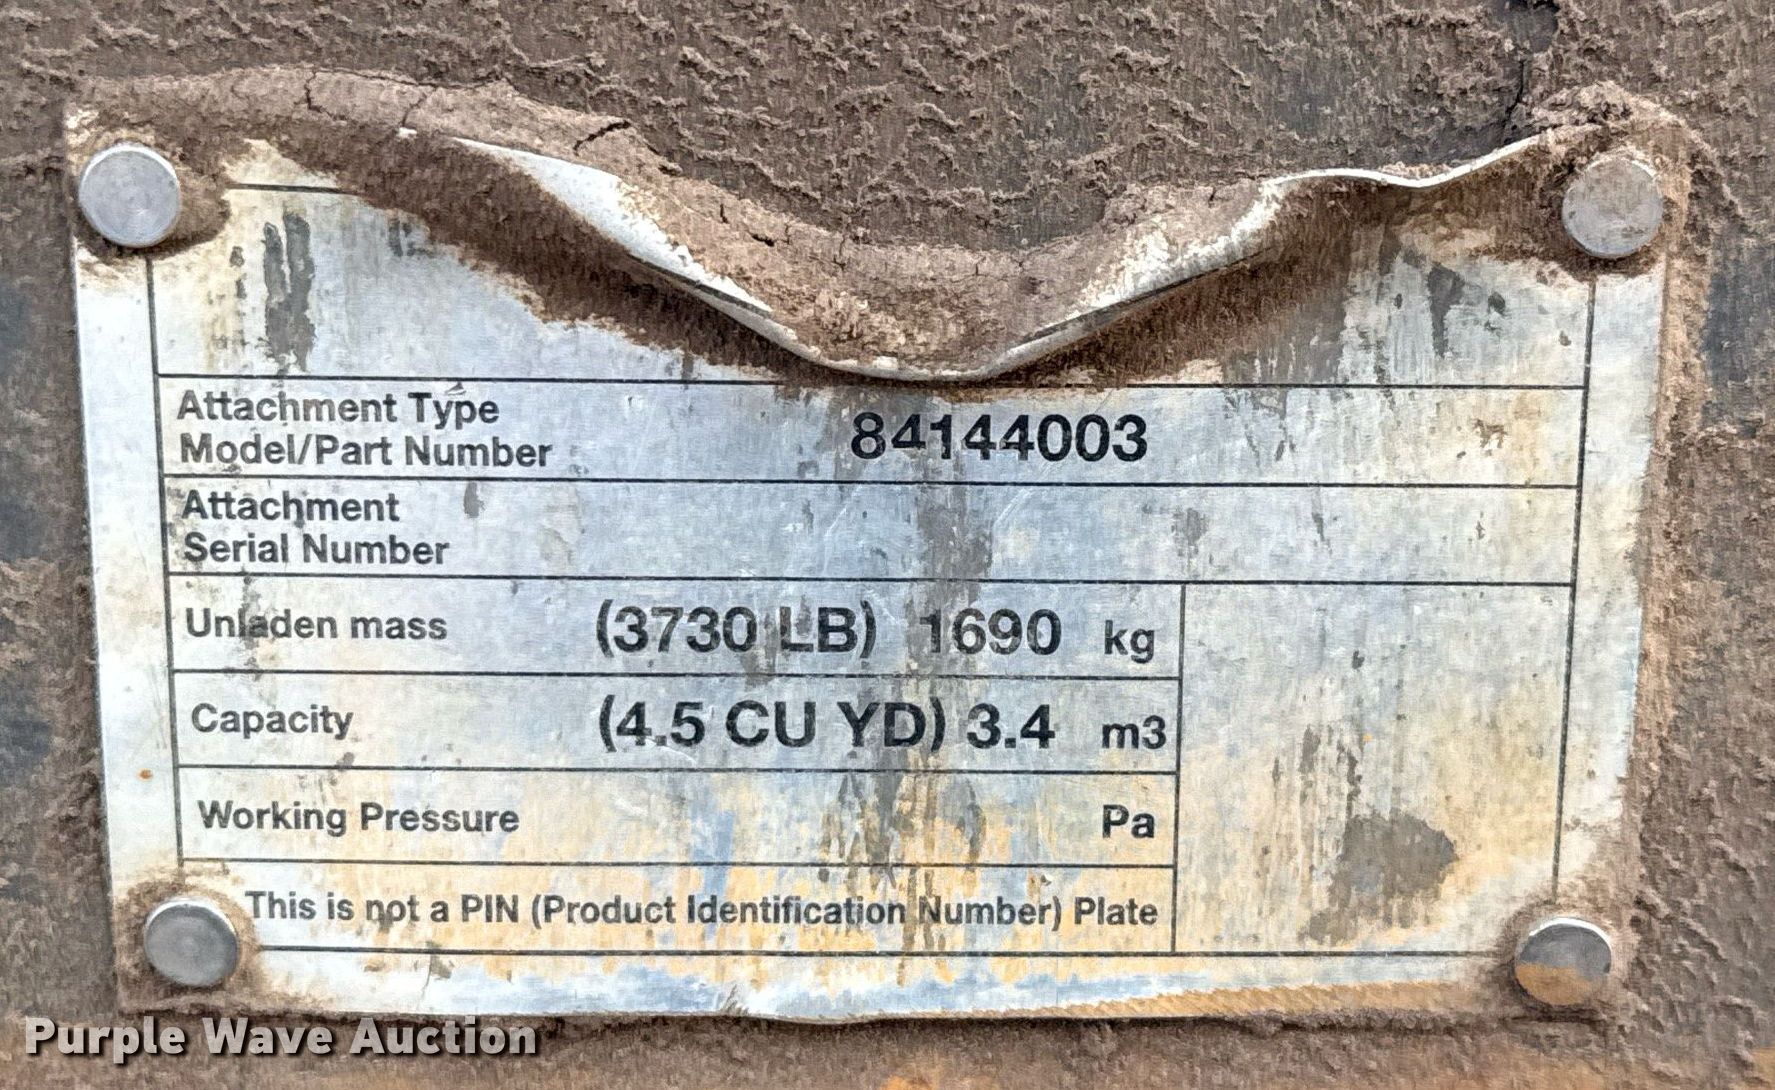 Attachment Type
Model/Part Number 84144003
Attachment
Serial Number
Unladen mass (3730 LB) 1690 kg
Capacity (4.5 CU YD) 3.4 m3
Working Pressure Pa
This is not a PIN (Product Identification Number) Plate
Purple Wave Auction